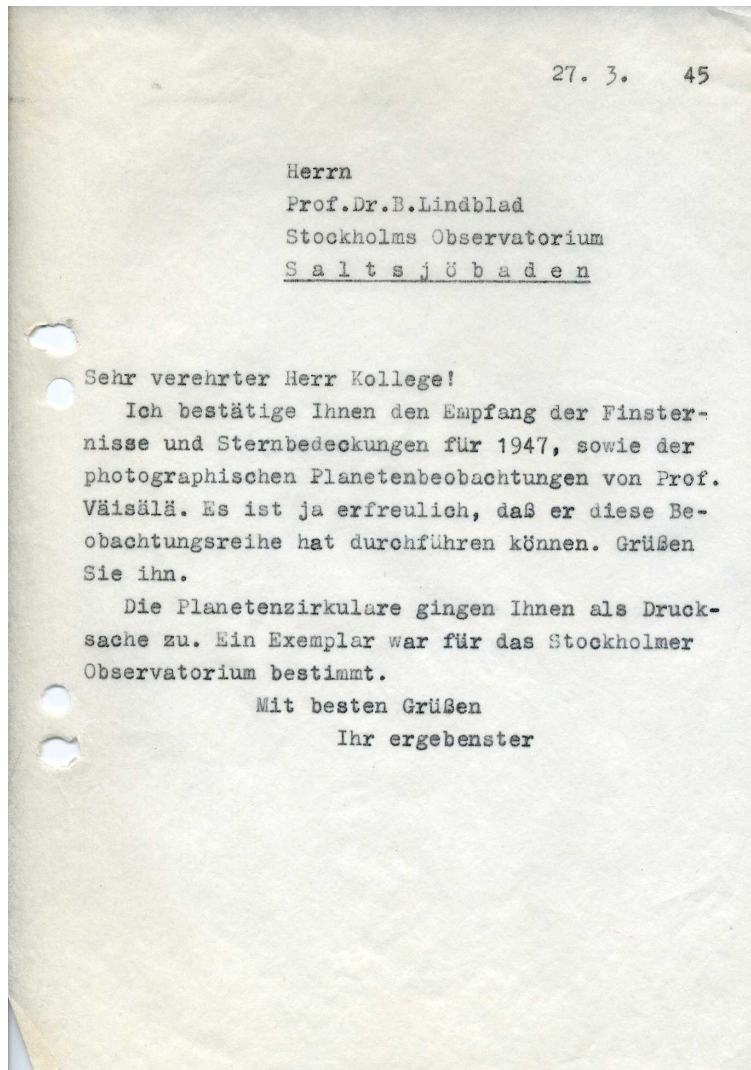 27. 3. 45
Herrn
Prof.Dr.B.Lindblad
Stockholms Observatorium
S a l t s j ö b a d e n
Sehr verehrter Herr Kollege!
Ich bestätige Ihnen den Empfang der Finster-
nisse und Sternbedeckungen für 1947, sowie der
photographischen Planetenbeobachtungen von Prof.
Väisälä. Es ist ja erfreulich, daß er diese Be-
obachtungsreihe hat durchführen können. Grüßen
Sie ihn.
Die Planetenzirkulare gingen Ihnen als Druck-
sache zu. Ein Exemplar war für das Stockholmer
Observatorium bestimmt.
Mit besten Grüßen
Ihr ergebenster